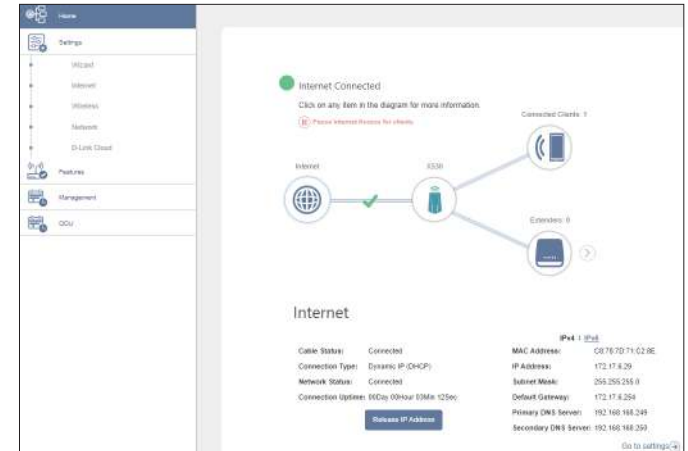 Home
Settings
Wizard
Internet
Wireless
Network
D-Link Cloud
Features
Management
Internet Connected
Click on any item in the diagram for more information.
Pause Internet Access for clients
Connected Clients: 1
Internet
Extenders: 0
Internet
IPv4 | IPv6
Cable Status: Connected
Connection Type: Dynamic IP (DHCP)
Network Status: Connected
Connection Uptime: 00Day 00Hour 03Min 12Sec
Release IP Address
MAC Address: C8:78:7D:71:C2:8E
IP Address: 172.17.6.29
Subnet Mask: 255.255.255.0
Default Gateway: 172.17.6.254
Primary DNS Server: 192.168.168.249
Secondary DNS Server: 192.168.168.250
Go to settings